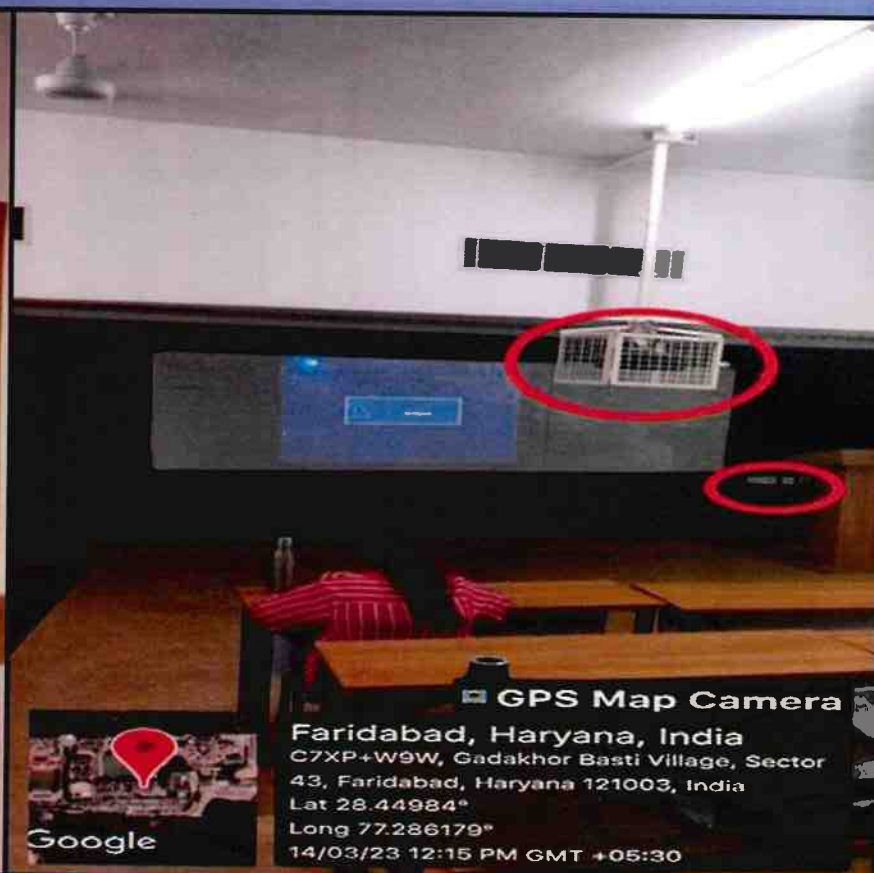 GPS Map Camera
Faridabad, Haryana, India
C7XP+W9W, Gadakhor Basti Village, Sector
43, Faridabad, Haryana 121003, India
Lat 28.44984°
Long 77.286179°
14/03/23 12:15 PM GMT +05:30
Google